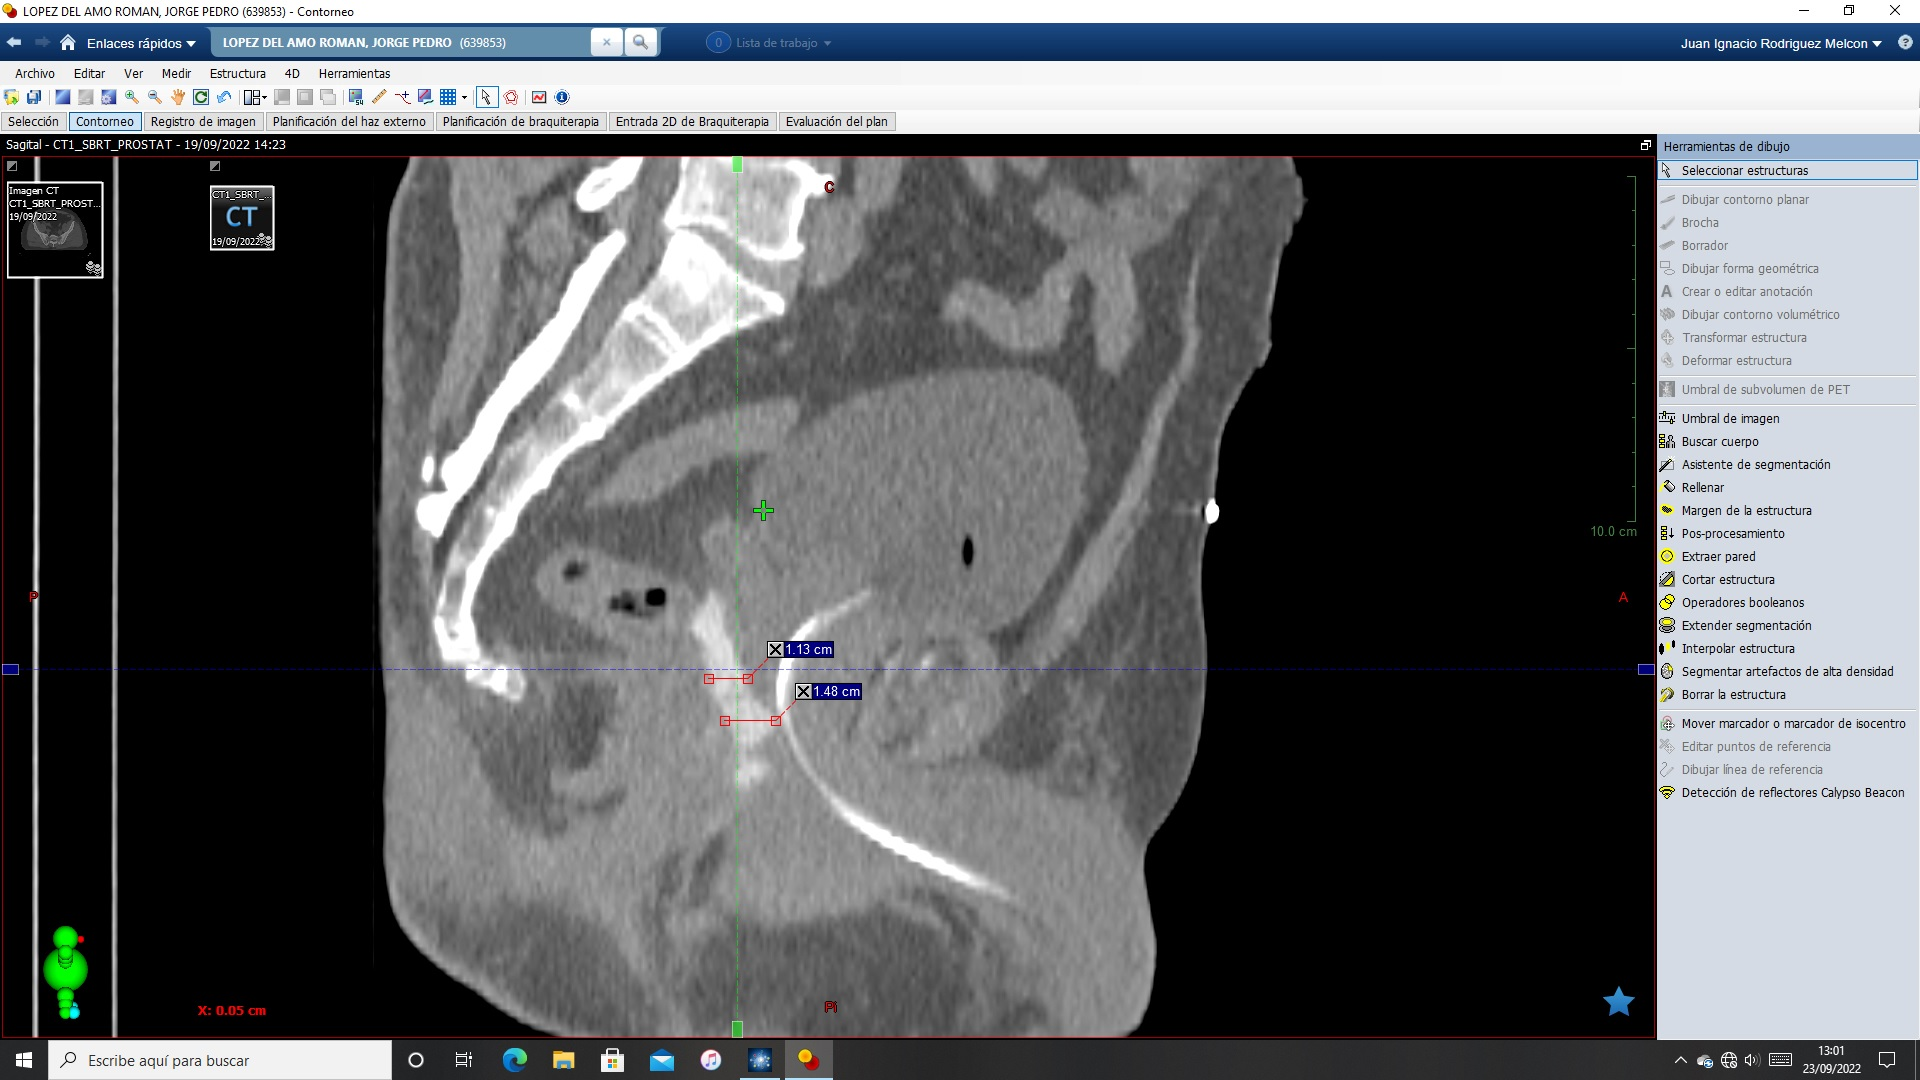 LOPEZ DEL AMO ROMAN, JORGE PEDRO (639853) - Contorneo
Enlaces rápidos
LOPEZ DEL AMO ROMAN, JORGE PEDRO (639853)
0 Lista de trabajo
Juan Ignacio Rodriguez Melcon
Archivo Editar Ver Medir Estructura 4D Herramientas
Selección Contorneo Registro de imagen Planificación del haz externo Planificación de braquiterapia Entrada 2D de Braquiterapia Evaluación del plan
Sagital - CT1_SBRT_PROSTAT - 19/09/2022 14:23
Imagen CT
CT1_SBRT_PROST...
19/09/2022
CT1_SBRT_...
CT
19/09/2022
C
P
A
10.0 cm
1.13 cm
1.48 cm
X: 0.05 cm
Pi
Herramientas de dibujo
Seleccionar estructuras
Dibujar contorno planar
Brocha
Borrador
Dibujar forma geométrica
Crear o editar anotación
Dibujar contorno volumétrico
Transformar estructura
Deformar estructura
Umbral de subvolumen de PET
Umbral de imagen
Buscar cuerpo
Asistente de segmentación
Rellenar
Margen de la estructura
Pos-procesamiento
Extraer pared
Cortar estructura
Operadores booleanos
Extender segmentación
Interpolar estructura
Segmentar artefactos de alta densidad
Borrar la estructura
Mover marcador o marcador de isocentro
Editar puntos de referencia
Dibujar línea de referencia
Detección de reflectores Calypso Beacon
Escribe aquí para buscar
13:01
23/09/2022